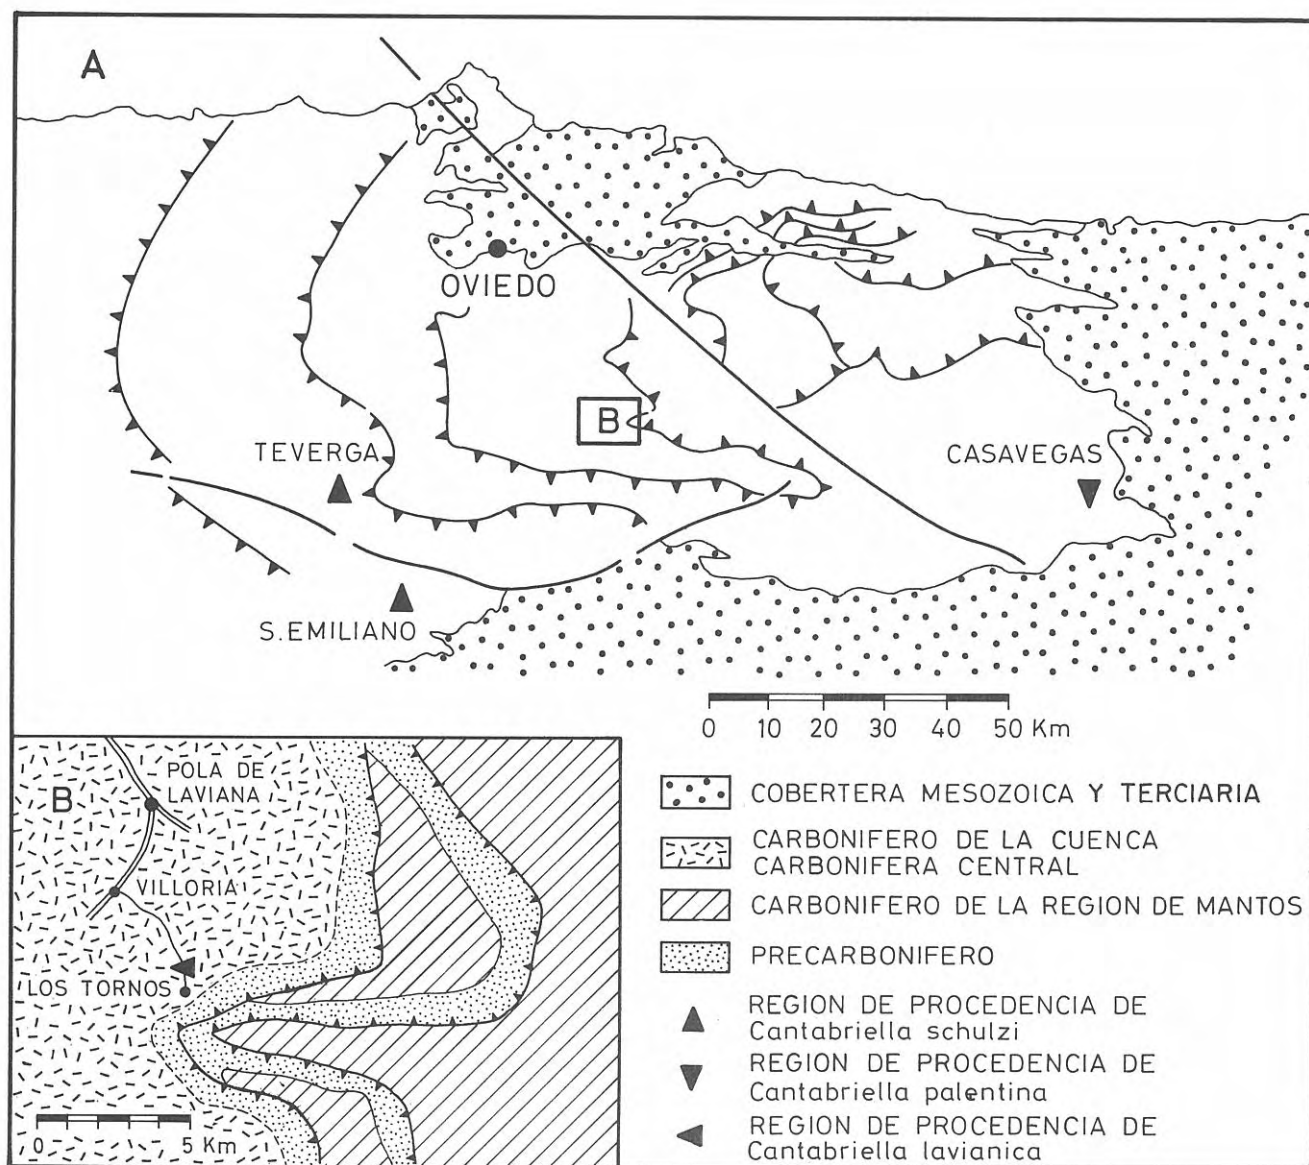 A
OVIEDO
B
TEVERGA
CASAVEGAS
S.EMILIANO
0 10 20 30 40 50 Km
B
POLA DE
LAVIANA
VILLORIA
LOS TORNOS
0 5 Km
COBERTERA MESOZOICA Y TERCIARIA
CARBONIFERO DE LA CUENCA
CARBONIFERA CENTRAL
CARBONIFERO DE LA REGION DE MANTOS
PRECARBONIFERO
REGION DE PROCEDENCIA DE
Cantabriella schulzi
REGION DE PROCEDENCIA DE
Cantabriella palentina
REGION DE PROCEDENCIA DE
Cantabriella lavianica